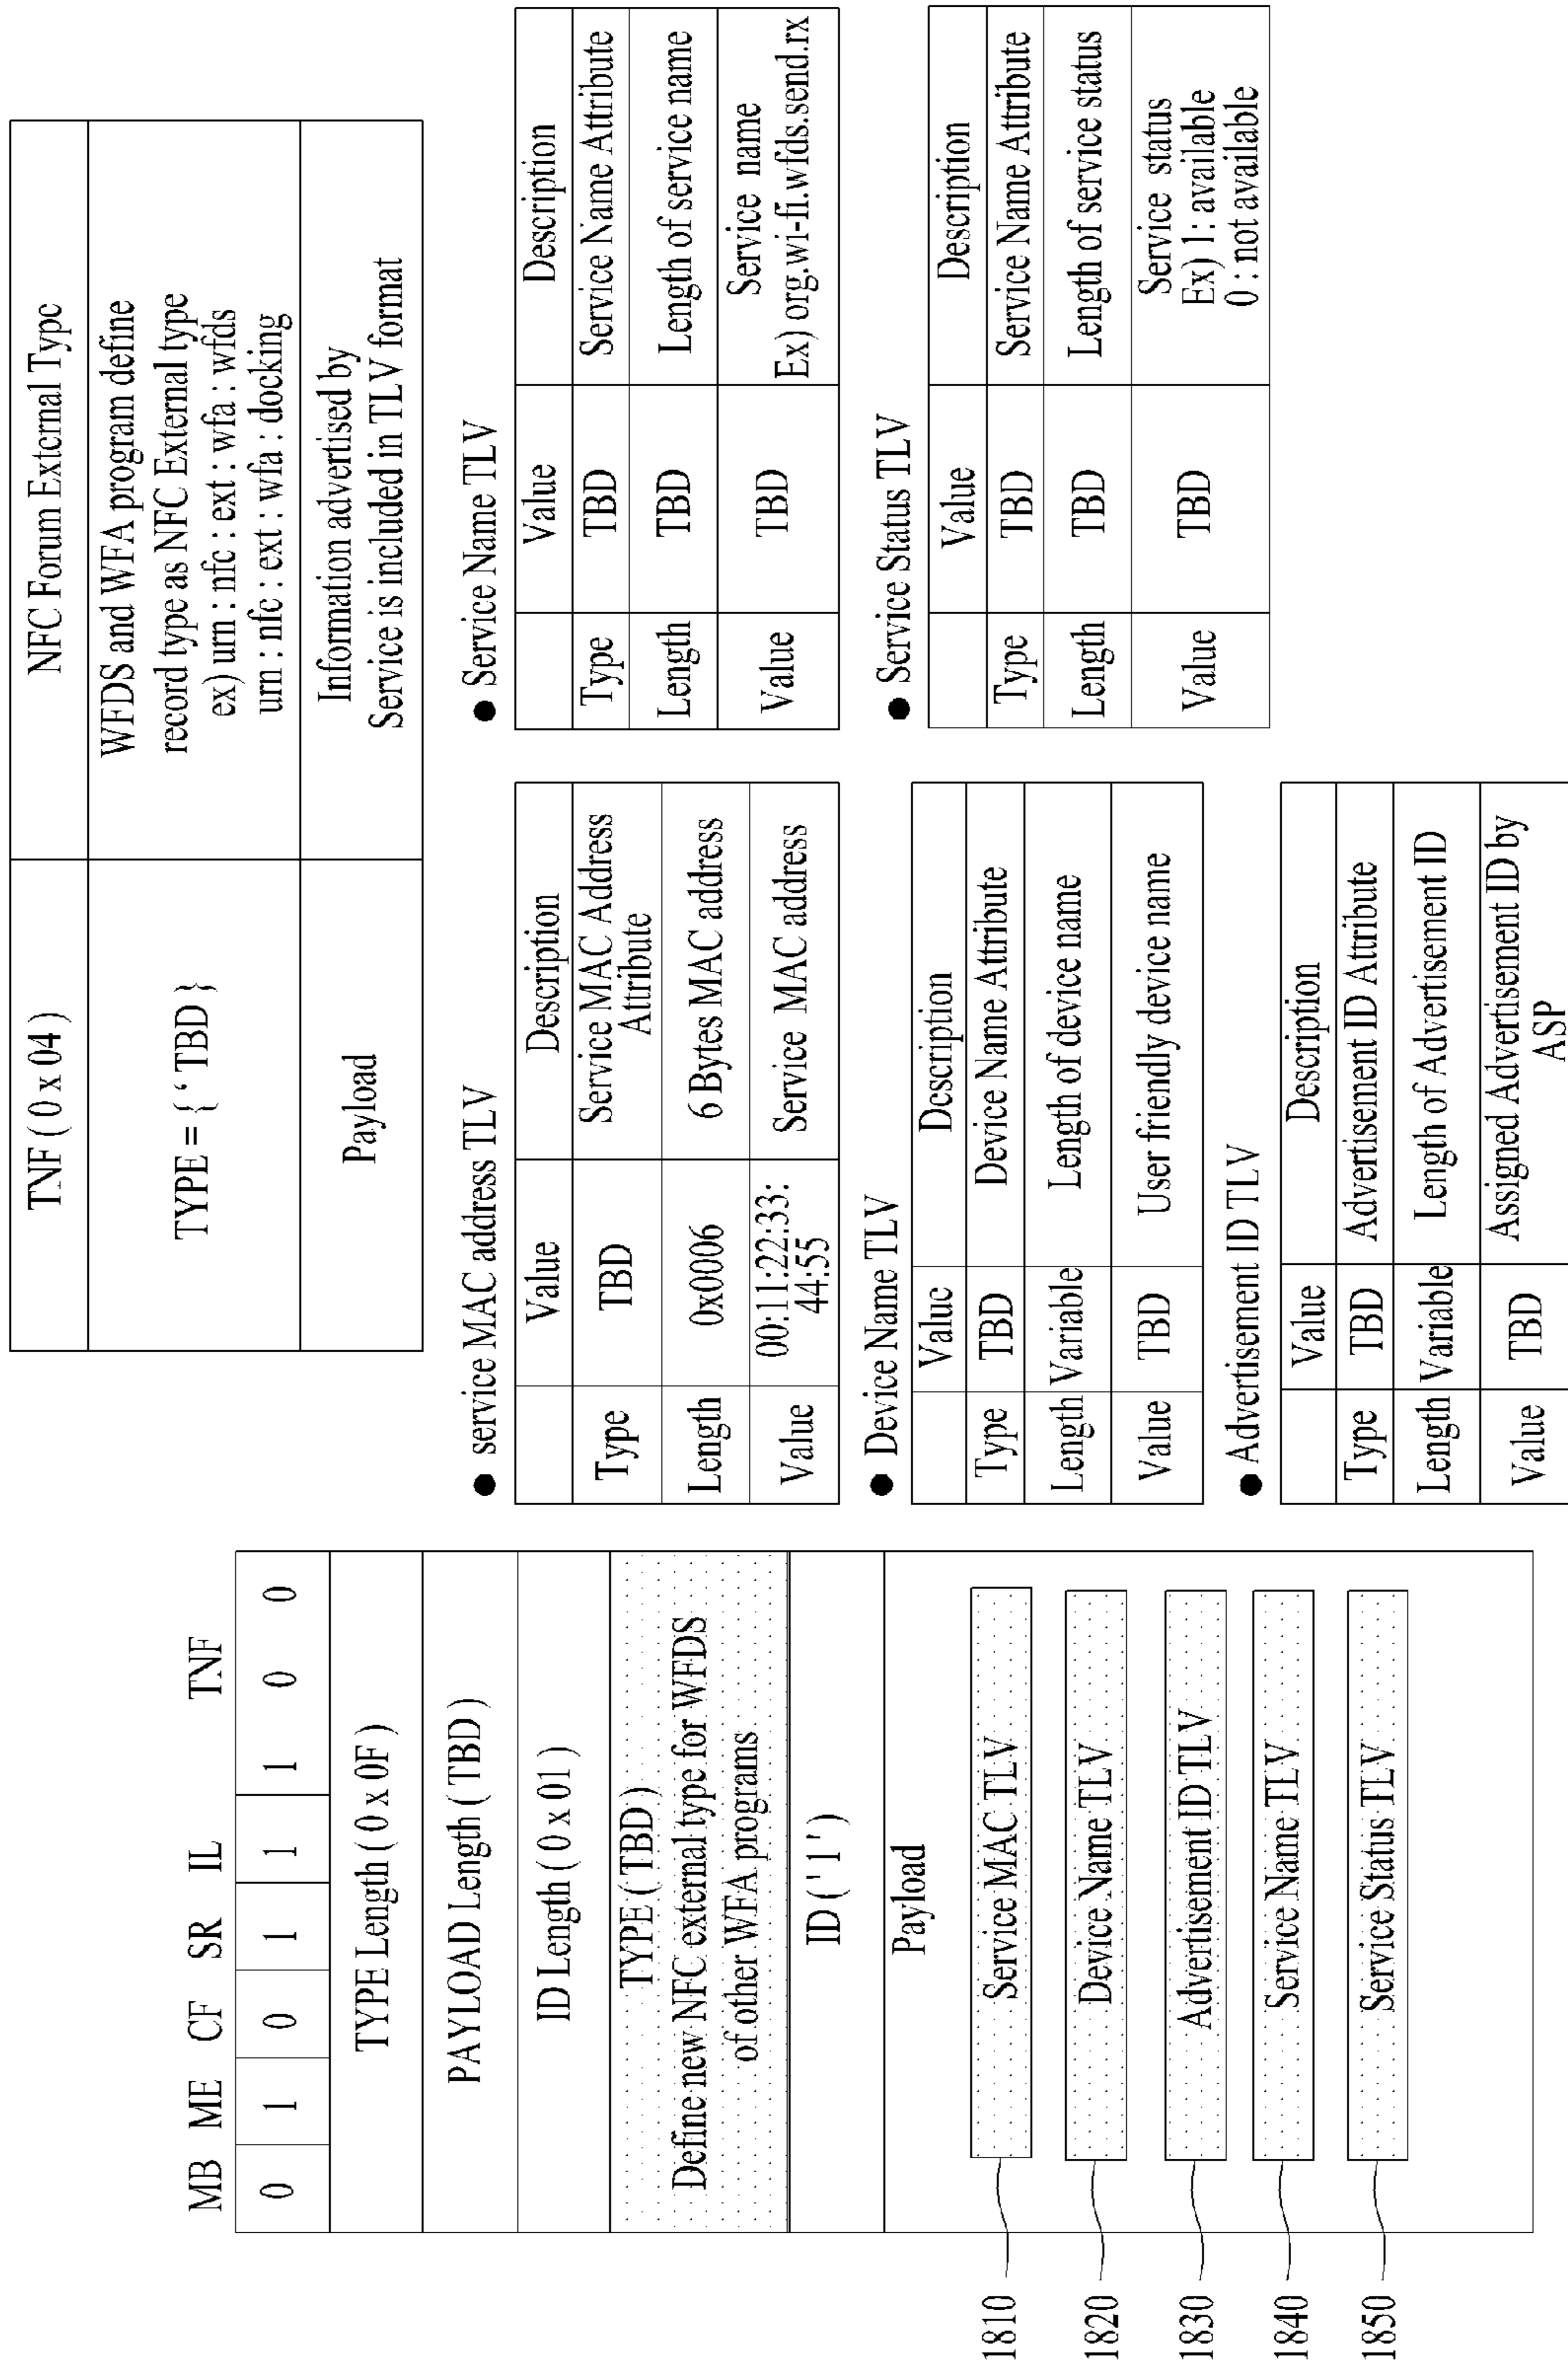 MB ME CF SR IL TNF
0 1 0 1 1 1 0 0
TYPE Length ( 0 x 0F )
PAYLOAD Length ( TBD )
ID Length ( 0 x 01 )
TYPE ( TBD )
Define new NFC external type for WFDS
of other WFA programs
ID ( ' 1 ' )
Payload
1810 Service MAC TLV
1820 Device Name TLV
1830 Advertisement ID TLV
1840 Service Name TLV
1850 Service Status TLV
TNF ( 0 x 04 ) NFC Forum External Type
TYPE = { ‘ TBD }
WFDS and WFA program define
record type as NFC External type
ex) urn : nfc : ext : wfa : wfds
urn : nfc : ext : wfa : docking
Payload
Information advertised by
Service is included in TLV format
● service MAC address TLV
Value Description
Type TBD Service MAC Address
Attribute
Length 0x0006 6 Bytes MAC address
Value 00:11:22:33:
44:55
Service MAC address
● Device Name TLV
Value Description
Type TBD Device Name Attribute
Length Variable Length of device name
Value TBD User friendly device name
● Advertisement ID TLV
Value Description
Type TBD Advertisement ID Attribute
Length Variable Length of Advertisement ID
Value TBD Assigned Advertisement ID by
ASP
● Service Name TLV
Value Description
Type TBD Service Name Attribute
Length TBD Length of service name
Value TBD Service name
Ex) org.wi-fi.wfds.send.rx
● Service Status TLV
Value Description
Type TBD Service Name Attribute
Length TBD Length of service status
Value TBD Service status
Ex) 1: available
0 : not available